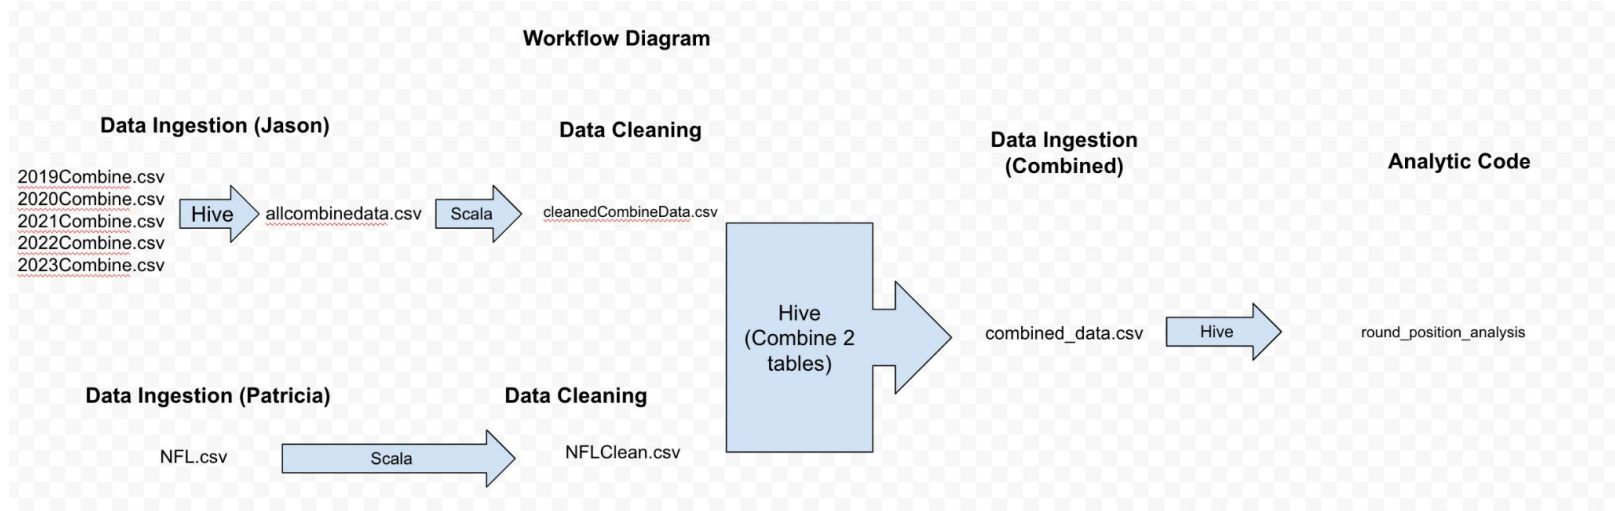 Workflow Diagram
Data Ingestion (Jason)
Data Cleaning
2019Combine.csv
2020Combine.csv
2021Combine.csv
2022Combine.csv
2023Combine.csv
Hive
allcombinedata.csv
Scala
cleanedCombineData.csv
Data Ingestion (Patricia)
Data Cleaning
NFL.csv
Scala
NFLClean.csv
Hive
(Combine 2
tables)
Data Ingestion
(Combined)
combined_data.csv
Hive
Analytic Code
round_position_analysis